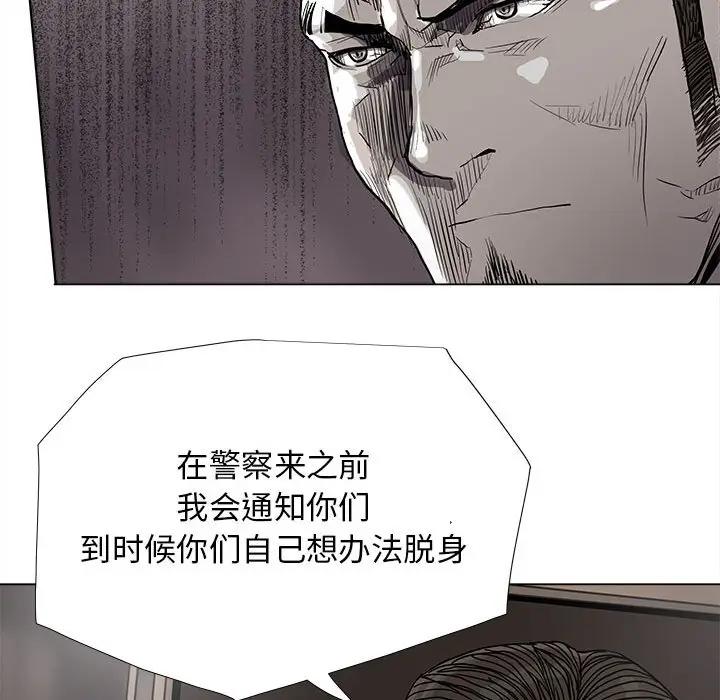 在警察来之前
我会通知你们
到时候你们自己想办法脱身